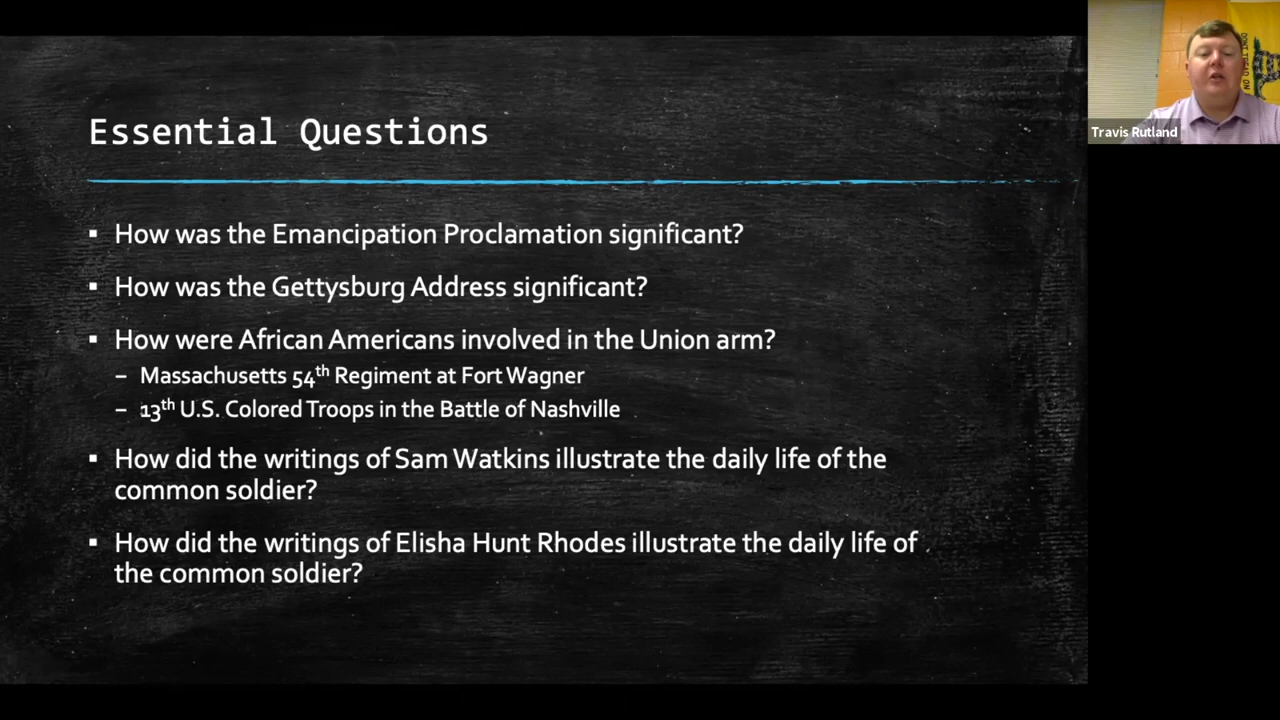 Essential Questions
▪ How was the Emancipation Proclamation significant?
▪ How was the Gettysburg Address significant?
▪ How were African Americans involved in the Union arm?
– Massachusetts 54th Regiment at Fort Wagner
– 13th U.S. Colored Troops in the Battle of Nashville
▪ How did the writings of Sam Watkins illustrate the daily life of the
common soldier?
▪ How did the writings of Elisha Hunt Rhodes illustrate the daily life of
the common soldier?
DONT TREAD ON
Travis Rutland